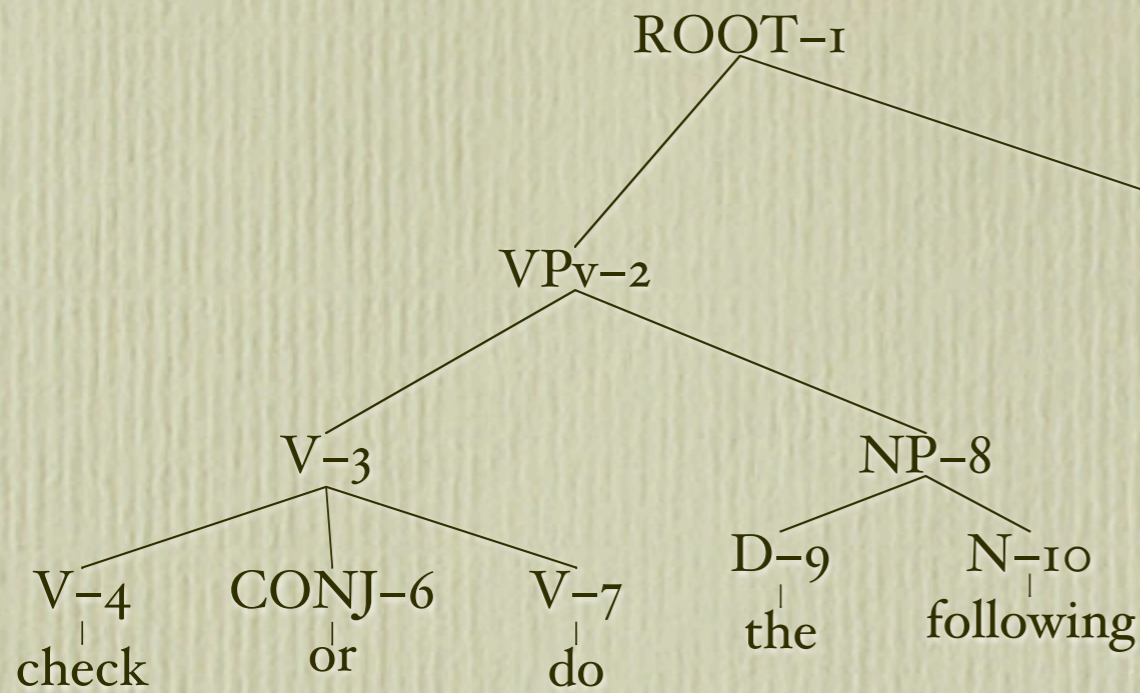 ROOT–1
VPv–2
V–3 NP–8
V–4 CONJ–6 V–7 D–9 N–10
check or do the following